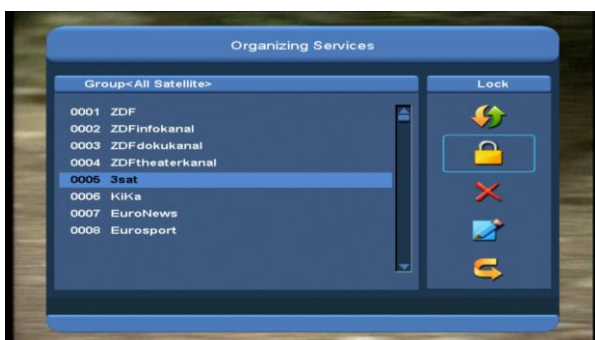 Organizing Services
Group<All Satellite>
Lock
0001 ZDF
0002 ZDFinfokanal
0003 ZDFdokukanal
0004 ZDFtheaterkanal
0005 3sat
0006 KiKa
0007 EuroNews
0008 Eurosport